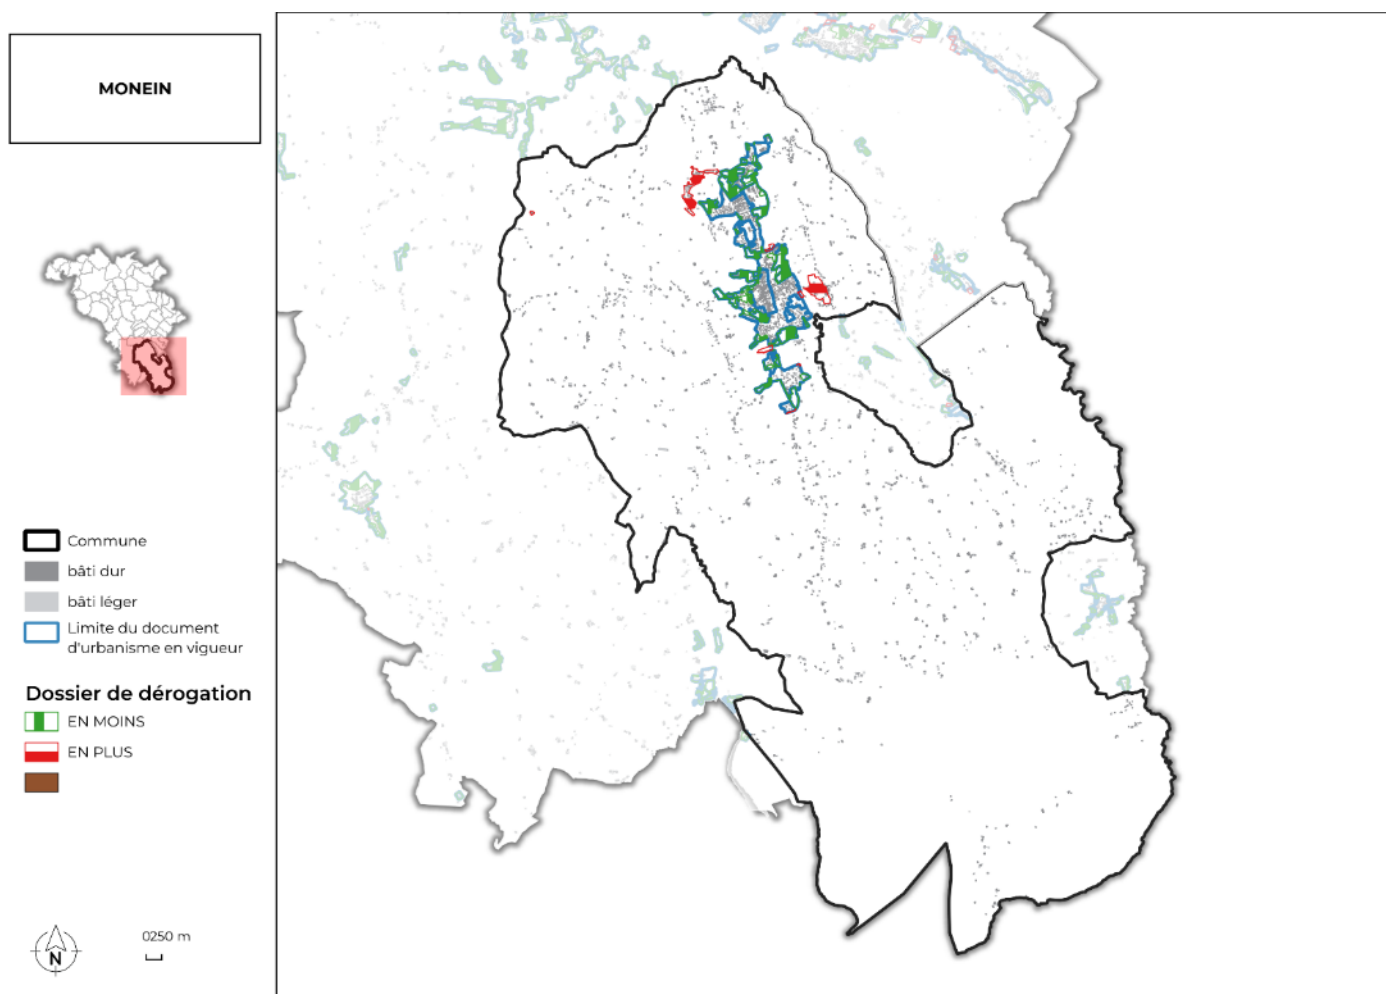 MONEIN
Commune
bâti dur
bâti léger
Limite du document
d'urbanisme en vigueur
Dossier de dérogation
EN MOINS
EN PLUS
N
0250 m